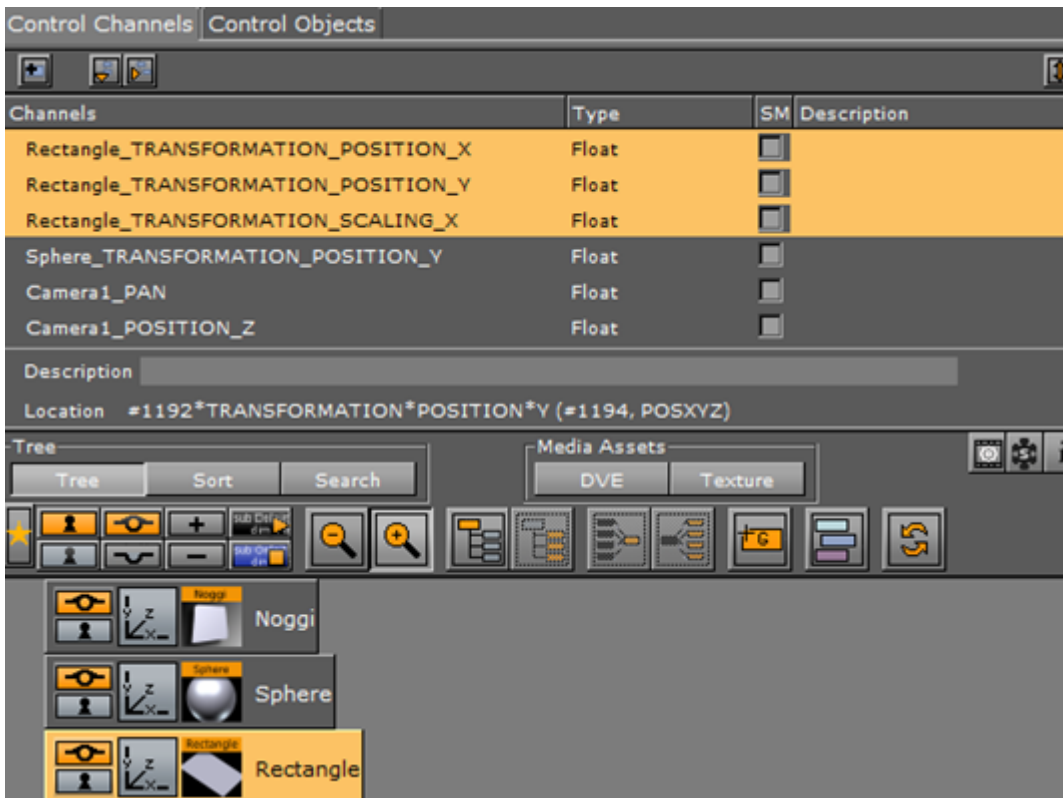 Control Channels Control Objects
Channels Type SM Description
Rectangle_TRANSFORMATION_POSITION_X Float
Rectangle_TRANSFORMATION_POSITION_Y Float
Rectangle_TRANSFORMATION_SCALING_X Float
Sphere_TRANSFORMATION_POSITION_Y Float
Camera1_PAN Float
Camera1_POSITION_Z Float
Description
Location #1192*TRANSFORMATION*POSITION*Y (#1194, POSXYZ)
Tree Media Assets
Tree Sort Search DVE Texture
Noggi
Noggi
Sphere
Sphere
Rectangle
Rectangle